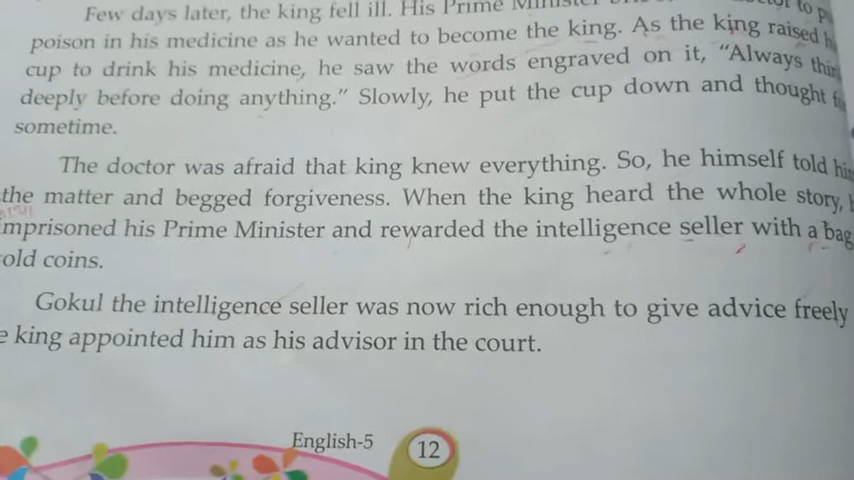 Few days later, the king fell ill. His Prime Minister
poison in his medicine as he wanted to become the king. As the king raised
cup to drink his medicine, he saw the words engraved on it, "Always
deeply before doing anything." Slowly, he put the cup down and thought
sometime.
The doctor was afraid that king knew everything. So, he himself told
the matter and begged forgiveness. When the king heard the whole story,
mprisoned his Prime Minister and rewarded the intelligence seller with a bag
old coins.
Gokul the intelligence seller was now rich enough to give advice freely
e king appointed him as his advisor in the court.
English-5
12